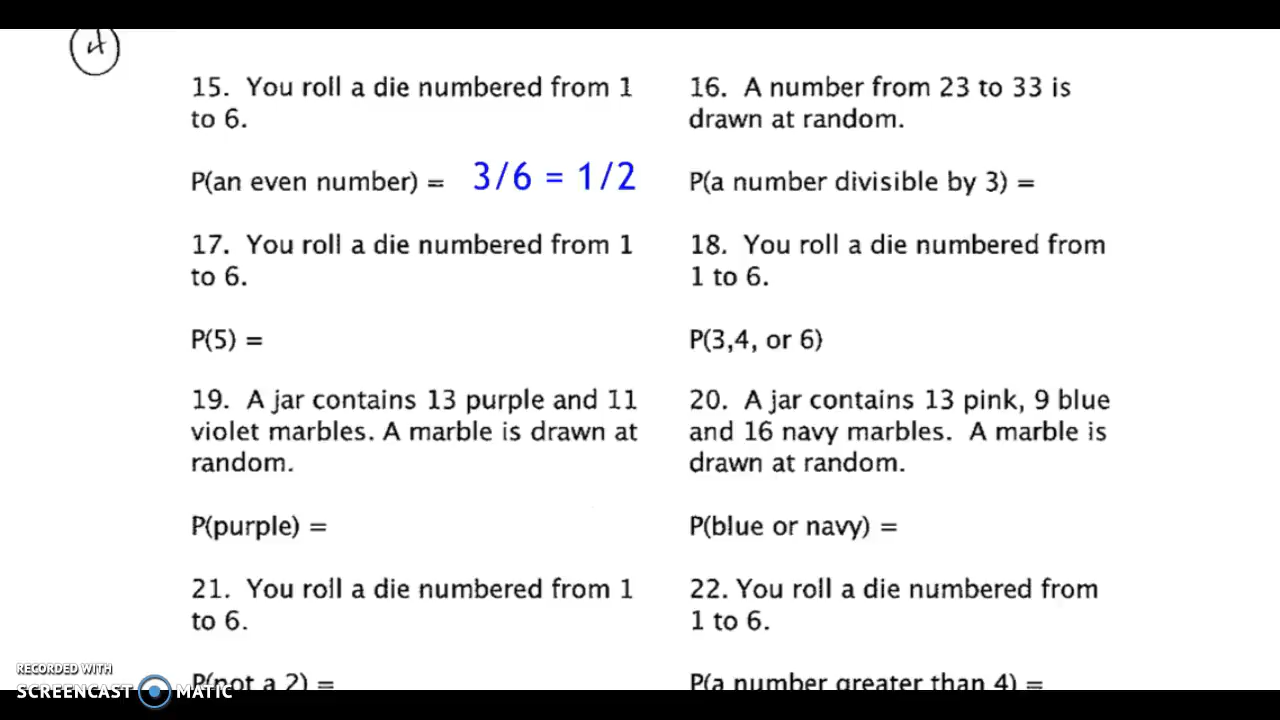 4
15. You roll a die numbered from 1
to 6.
P(an even number) = 3/6 = 1/2
16. A number from 23 to 33 is
drawn at random.
P(a number divisible by 3) =
17. You roll a die numbered from 1
to 6.
P(5) =
18. You roll a die numbered from
1 to 6.
P(3,4, or 6)
19. A jar contains 13 purple and 11
violet marbles. A marble is drawn at
random.
P(purple) =
20. A jar contains 13 pink, 9 blue
and 16 navy marbles. A marble is
drawn at random.
P(blue or navy) =
21. You roll a die numbered from 1
to 6.
P(not a 2) =
22. You roll a die numbered from
1 to 6.
P(a number greater than 4) =
RECORDED WITH
SCREENCAST MATIC